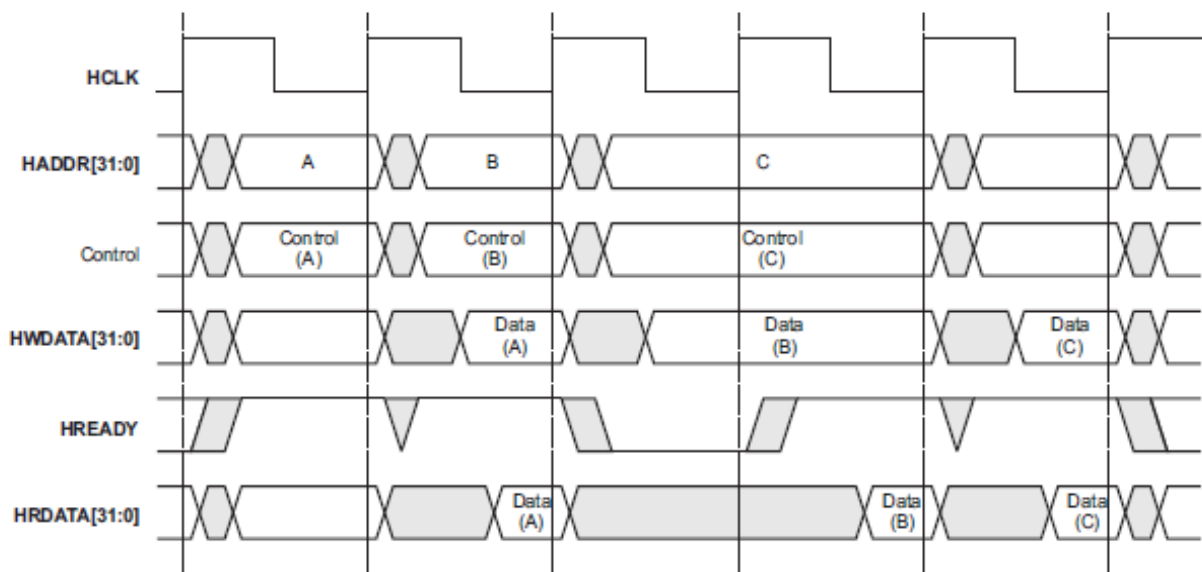 HCLK
HADDR[31:0]
A
B
C
Control
Control
(A)
Control
(B)
Control
(C)
HWDATA[31:0]
Data
(A)
Data
(B)
Data
(C)
HREADY
HRDATA[31:0]
Data
(A)
Data
(B)
Data
(C)